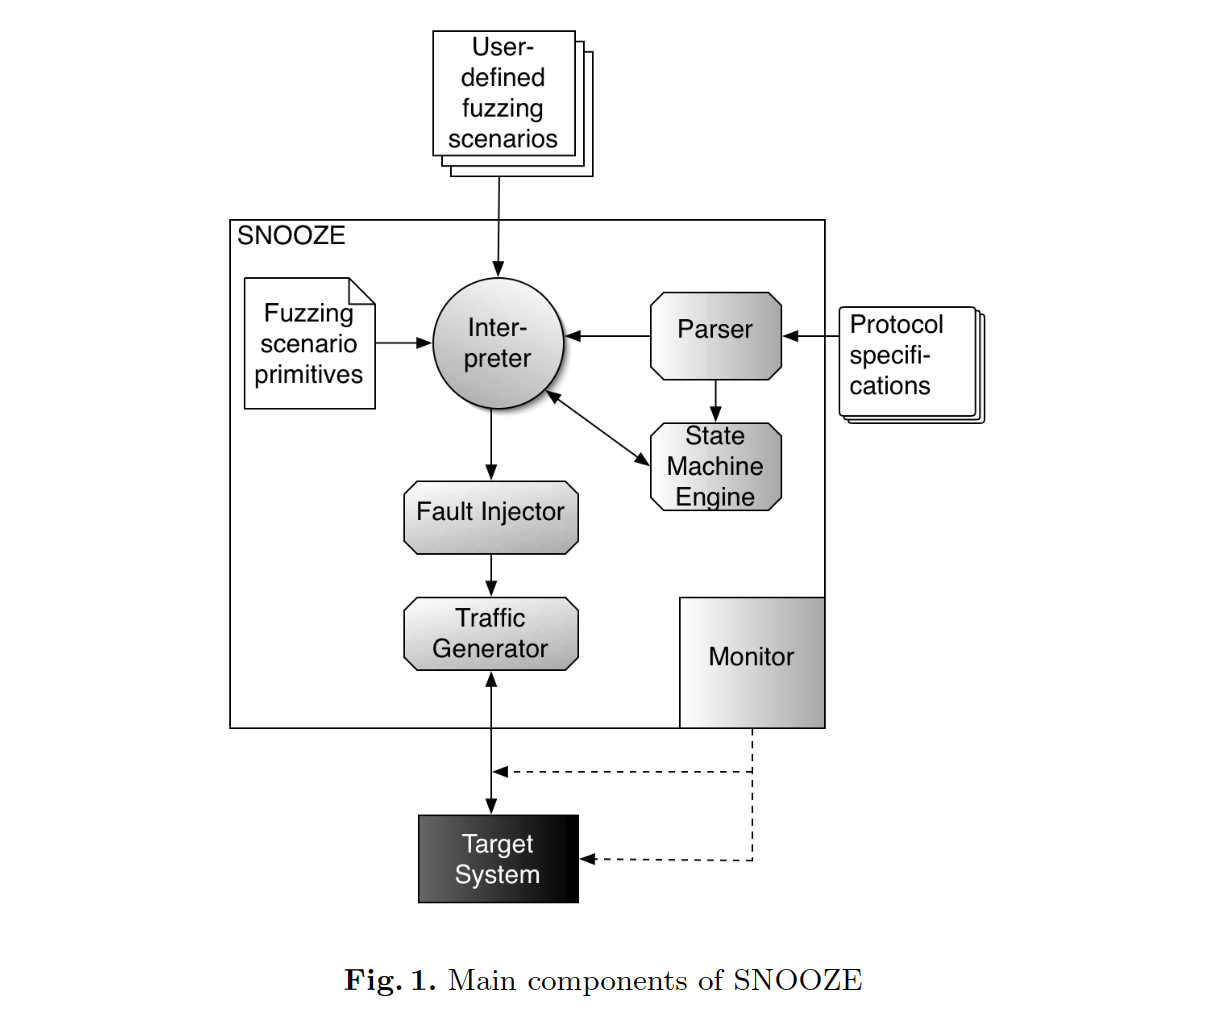 User-
defined
fuzzing
scenarios
SNOOZE
Fuzzing
scenario
primitives
Inter-
preter
Parser
Protocol
specifi-
cations
State
Machine
Engine
Fault Injector
Traffic
Generator
Monitor
Target
System
Fig. 1. Main components of SNOOZE